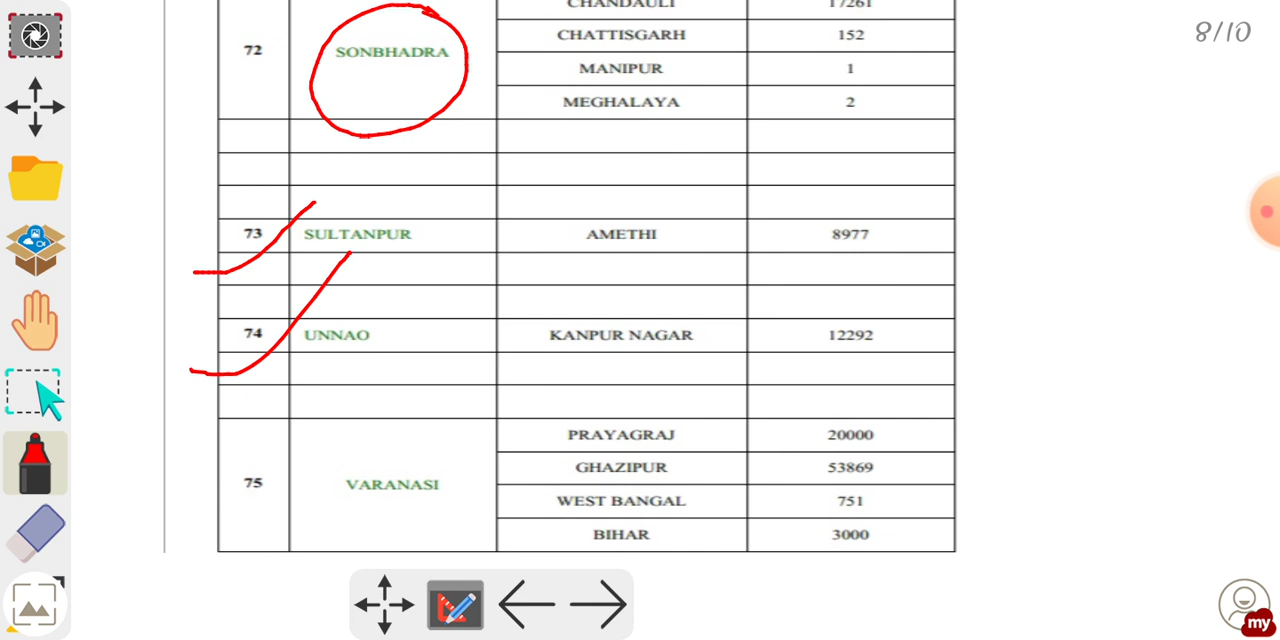 CHANDAULI 17261
72 SONBHADRA CHATTISGARH 152
MANIPUR 1
MEGHALAYA 2
73 SULTANPUR AMETHI 8977
74 UNNAO KANPUR NAGAR 12292
75 VARANASI PRAYAGRAJ 20000
GHAZIPUR 53869
WEST BANGAL 751
BIHAR 3000
8/10
my